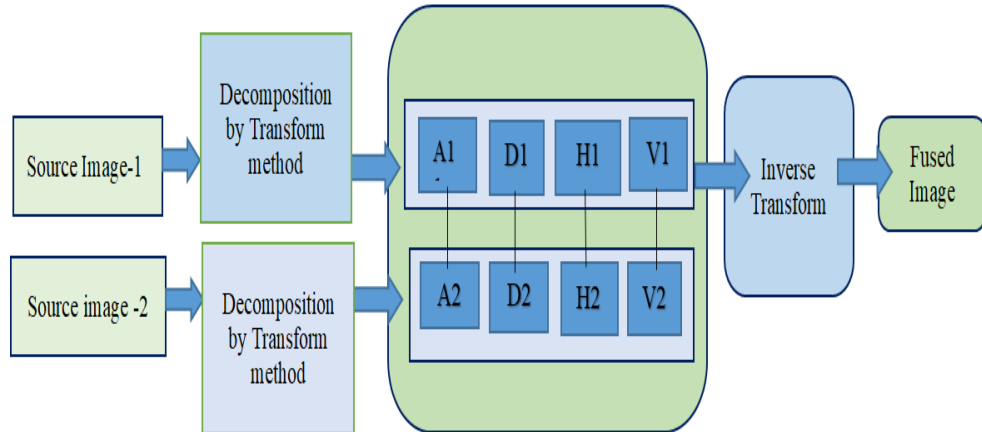 Source Image-1
Decomposition
by Transform
method
A1
D1
H1
V1
Inverse
Transform
Fused
Image
Source image -2
Decomposition
by Transform
method
A2
D2
H2
V2